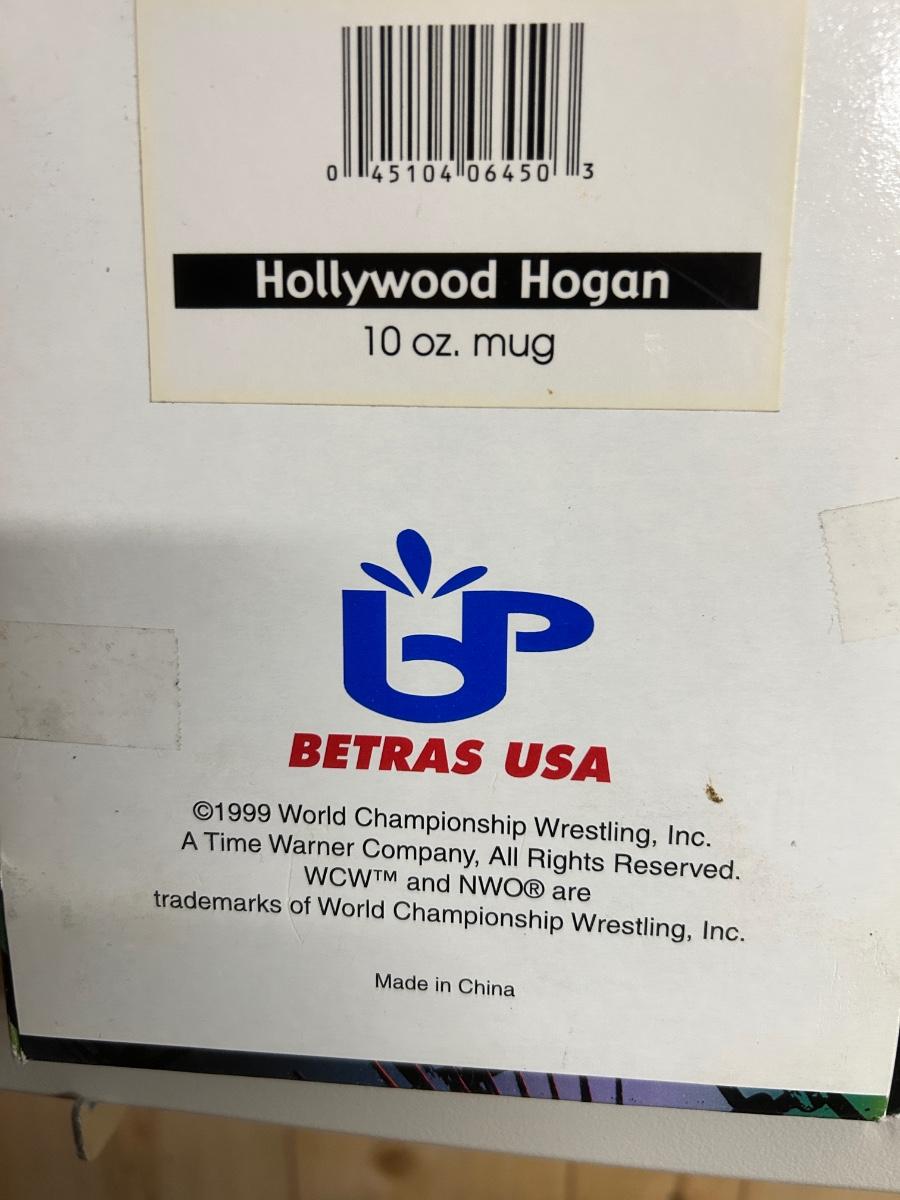 0 45104 06450 3
Hollywood Hogan
10 oz. mug
bp
BETRAS USA
©1999 World Championship Wrestling, Inc.
A Time Warner Company, All Rights Reserved.
WCW™ and NWO® are
trademarks of World Championship Wrestling, Inc.
Made in China